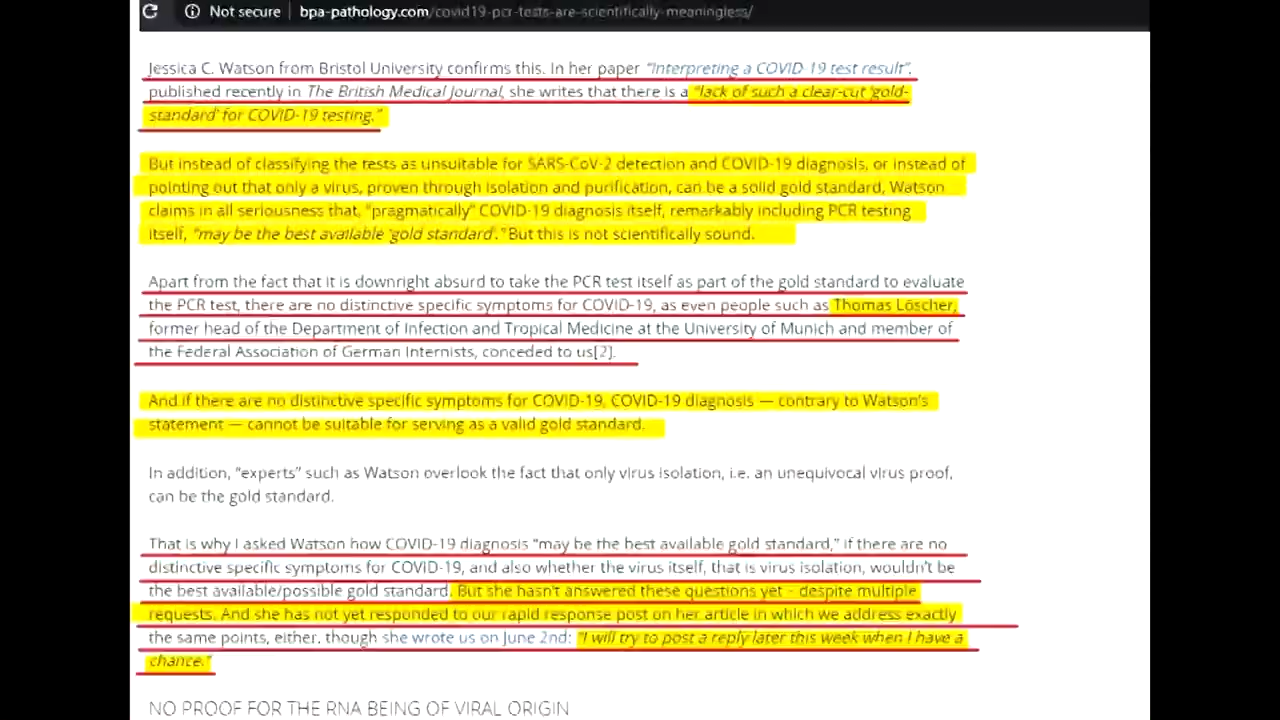 Not secure | bpa-pathology.com/covid19-pcr-tests-are-scientifically-meaningless/
Jessica C. Watson from Bristol University confirms this. In her paper “Interpreting a COVID-19 test result”,
published recently in The British Medical Journal, she writes that there is a “lack of such a clear-cut ‘gold-
standard’ for COVID-19 testing.”
But instead of classifying the tests as unsuitable for SARS-CoV-2 detection and COVID-19 diagnosis, or instead of
pointing out that only a virus, proven through isolation and purification, can be a solid gold standard, Watson
claims in all seriousness that, “pragmatically” COVID-19 diagnosis itself, remarkably including PCR testing
itself, “may be the best available ‘gold standard’.” But this is not scientifically sound.
Apart from the fact that it is downright absurd to take the PCR test itself as part of the gold standard to evaluate
the PCR test, there are no distinctive specific symptoms for COVID-19, as even people such as Thomas Löscher,
former head of the Department of Infection and Tropical Medicine at the University of Munich and member of
the Federal Association of German Internists, conceded to us[2].
And if there are no distinctive specific symptoms for COVID-19, COVID-19 diagnosis — contrary to Watson’s
statement — cannot be suitable for serving as a valid gold standard.
In addition, “experts” such as Watson overlook the fact that only virus isolation, i.e. an unequivocal virus proof,
can be the gold standard.
That is why I asked Watson how COVID-19 diagnosis “may be the best available gold standard,” if there are no
distinctive specific symptoms for COVID-19, and also whether the virus itself, that is virus isolation, wouldn’t be
the best available/possible gold standard. But she hasn’t answered these questions yet – despite multiple
requests. And she has not yet responded to our rapid response post on her article in which we address exactly
the same points, either, though she wrote us on June 2nd: “I will try to post a reply later this week when I have a
chance.”
NO PROOF FOR THE RNA BEING OF VIRAL ORIGIN